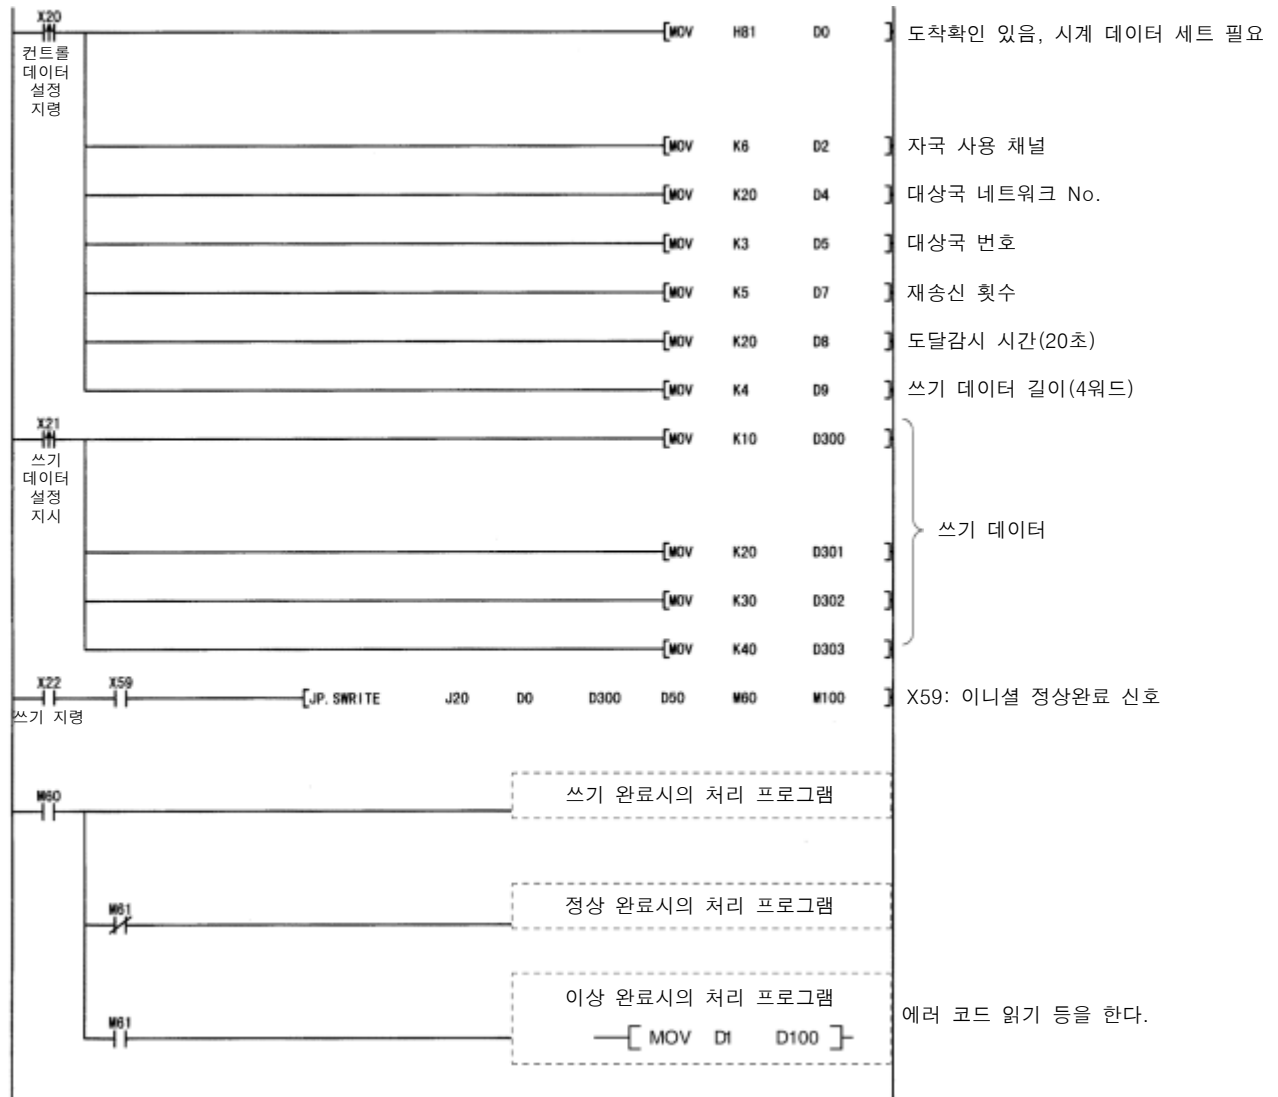 X20
컨트롤
데이터
설정
지령
[MOV H81 D0 ] 도착확인 있음, 시계 데이터 세트 필요
[MOV K6 D2 ] 자국 사용 채널
[MOV K20 D4 ] 대상국 네트워크 No.
[MOV K3 D5 ] 대상국 번호
[MOV K5 D7 ] 재송신 횟수
[MOV K20 D8 ] 도달감시 시간(20초)
[MOV K4 D9 ] 쓰기 데이터 길이(4워드)
X21
쓰기
데이터
설정
지시
[MOV K10 D300 ]
쓰기 데이터
[MOV K20 D301 ]
[MOV K30 D302 ]
[MOV K40 D303 ]
X22 X59
쓰기 지령
[JP.SWRITE J20 D0 D300 D50 M60 M100 ] X59: 이니셜 정상완료 신호
M60
쓰기 완료시의 처리 프로그램
M61
정상 완료시의 처리 프로그램
M61
이상 완료시의 처리 프로그램
[ MOV D1 D100 ]
에러 코드 읽기 등을 한다.